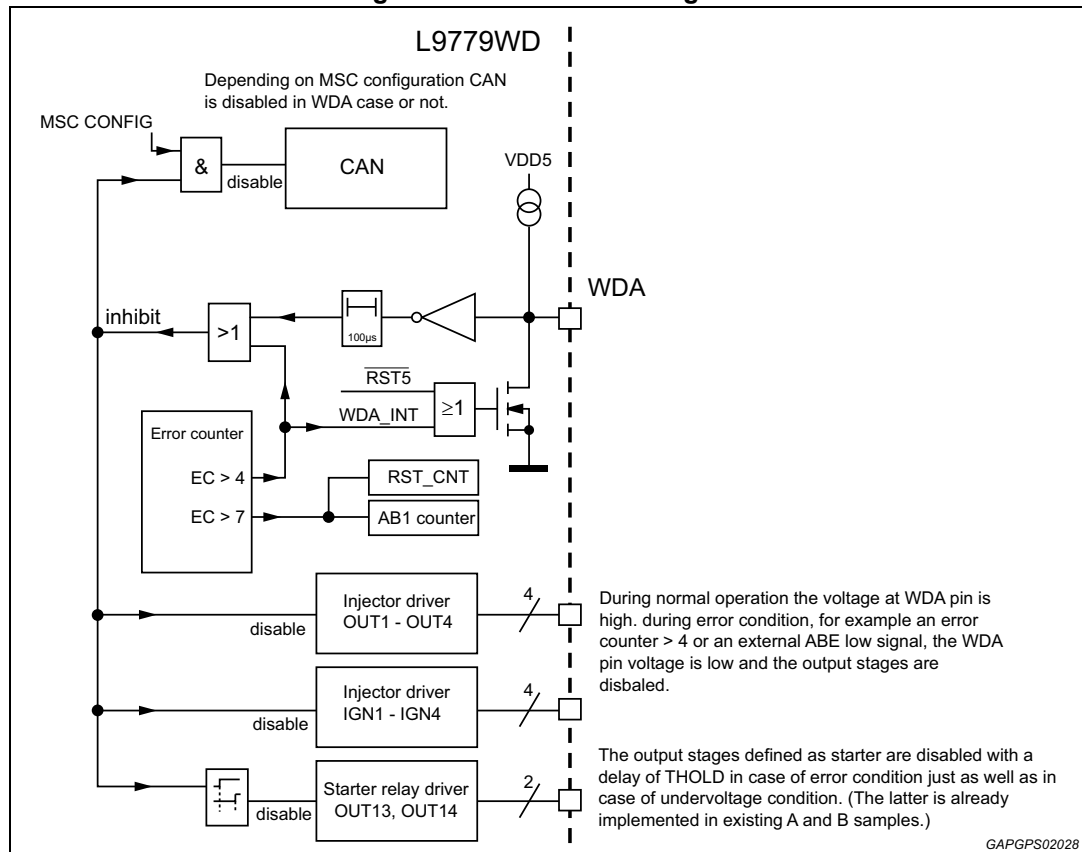 L9779WD
Depending on MSC configuration CAN
is disabled in WDA case or not.
MSC CONFIG
&
disable
CAN
VDD5
WDA
inhibit
>1
100µs
RST5
WDA_INT
≥1
Error counter
EC > 4
EC > 7
RST_CNT
AB1 counter
Injector driver
OUT1 - OUT4
disable
4
During normal operation the voltage at WDA pin is
high. during error condition, for example an error
counter > 4 or an external ABE low signal, the WDA
pin voltage is low and the output stages are
disbaled.
Injector driver
IGN1 - IGN4
disable
4
Starter relay driver
OUT13, OUT14
disable
2
The output stages defined as starter are disabled with a
delay of THOLD in case of error condition just as well as in
case of undervoltage condition. (The latter is already
implemented in existing A and B samples.)
GAPGPS02028